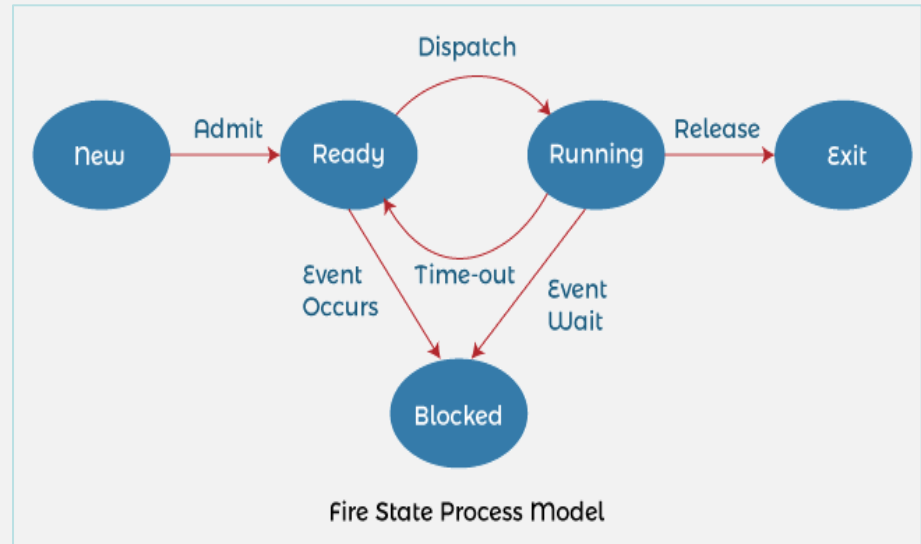 Dispatch
New
Admit
Ready
Running
Release
Exit
Event
Occurs
Time-out
Event
Wait
Blocked
Fire State Process Model